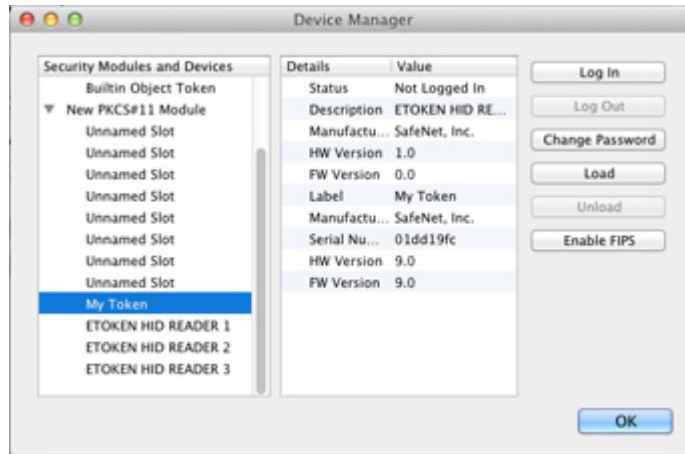 Device Manager
Security Modules and Devices
Builtin Object Token
New PKCS#11 Module
Unnamed Slot
Unnamed Slot
Unnamed Slot
Unnamed Slot
Unnamed Slot
Unnamed Slot
Unnamed Slot
Unnamed Slot
My Token
ETOKEN HID READER 1
ETOKEN HID READER 2
ETOKEN HID READER 3
Details Value
Status Not Logged In
Description ETOKEN HID RE...
Manufactu... SafeNet, Inc.
HW Version 1.0
FW Version 0.0
Label My Token
Manufactu... SafeNet, Inc.
Serial Nu... 01dd19fc
HW Version 9.0
FW Version 9.0
Log In
Log Out
Change Password
Load
Unload
Enable FIPS
OK